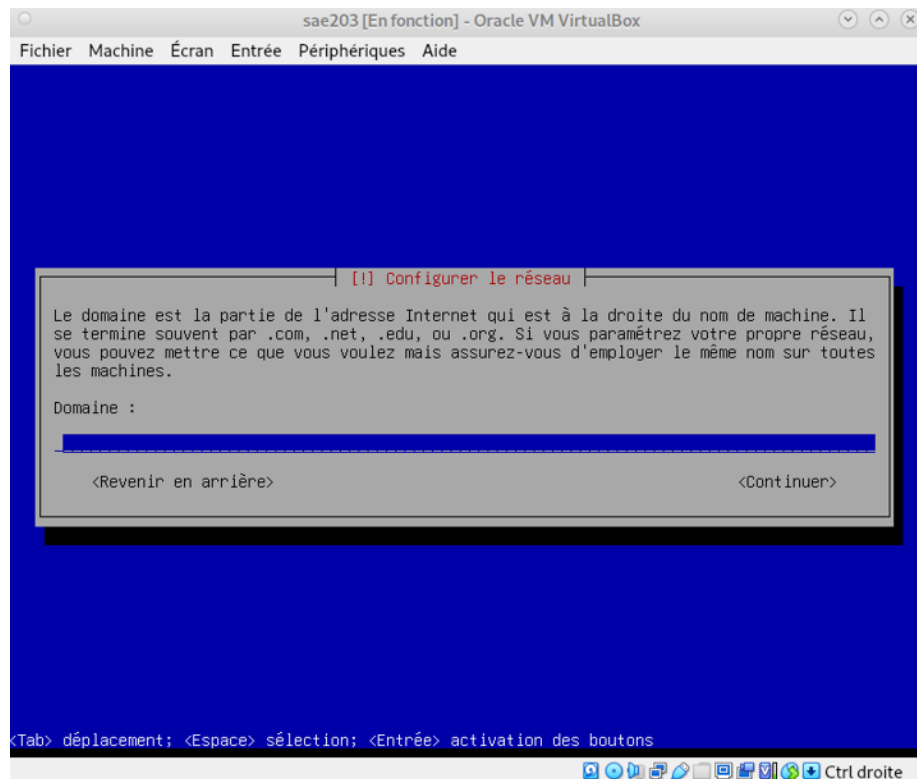 sae203 [En fonction] - Oracle VM VirtualBox
Fichier Machine Écran Entrée Périphériques Aide
[!] Configurer le réseau
Le domaine est la partie de l'adresse Internet qui est à la droite du nom de machine. Il
se termine souvent par .com, .net, .edu, ou .org. Si vous paramétrez votre propre réseau,
vous pouvez mettre ce que vous voulez mais assurez-vous d'employer le même nom sur toutes
les machines.
Domaine :
<Revenir en arrière> <Continuer>
<Tab> déplacement; <Espace> sélection; <Entrée> activation des boutons
Ctrl droite